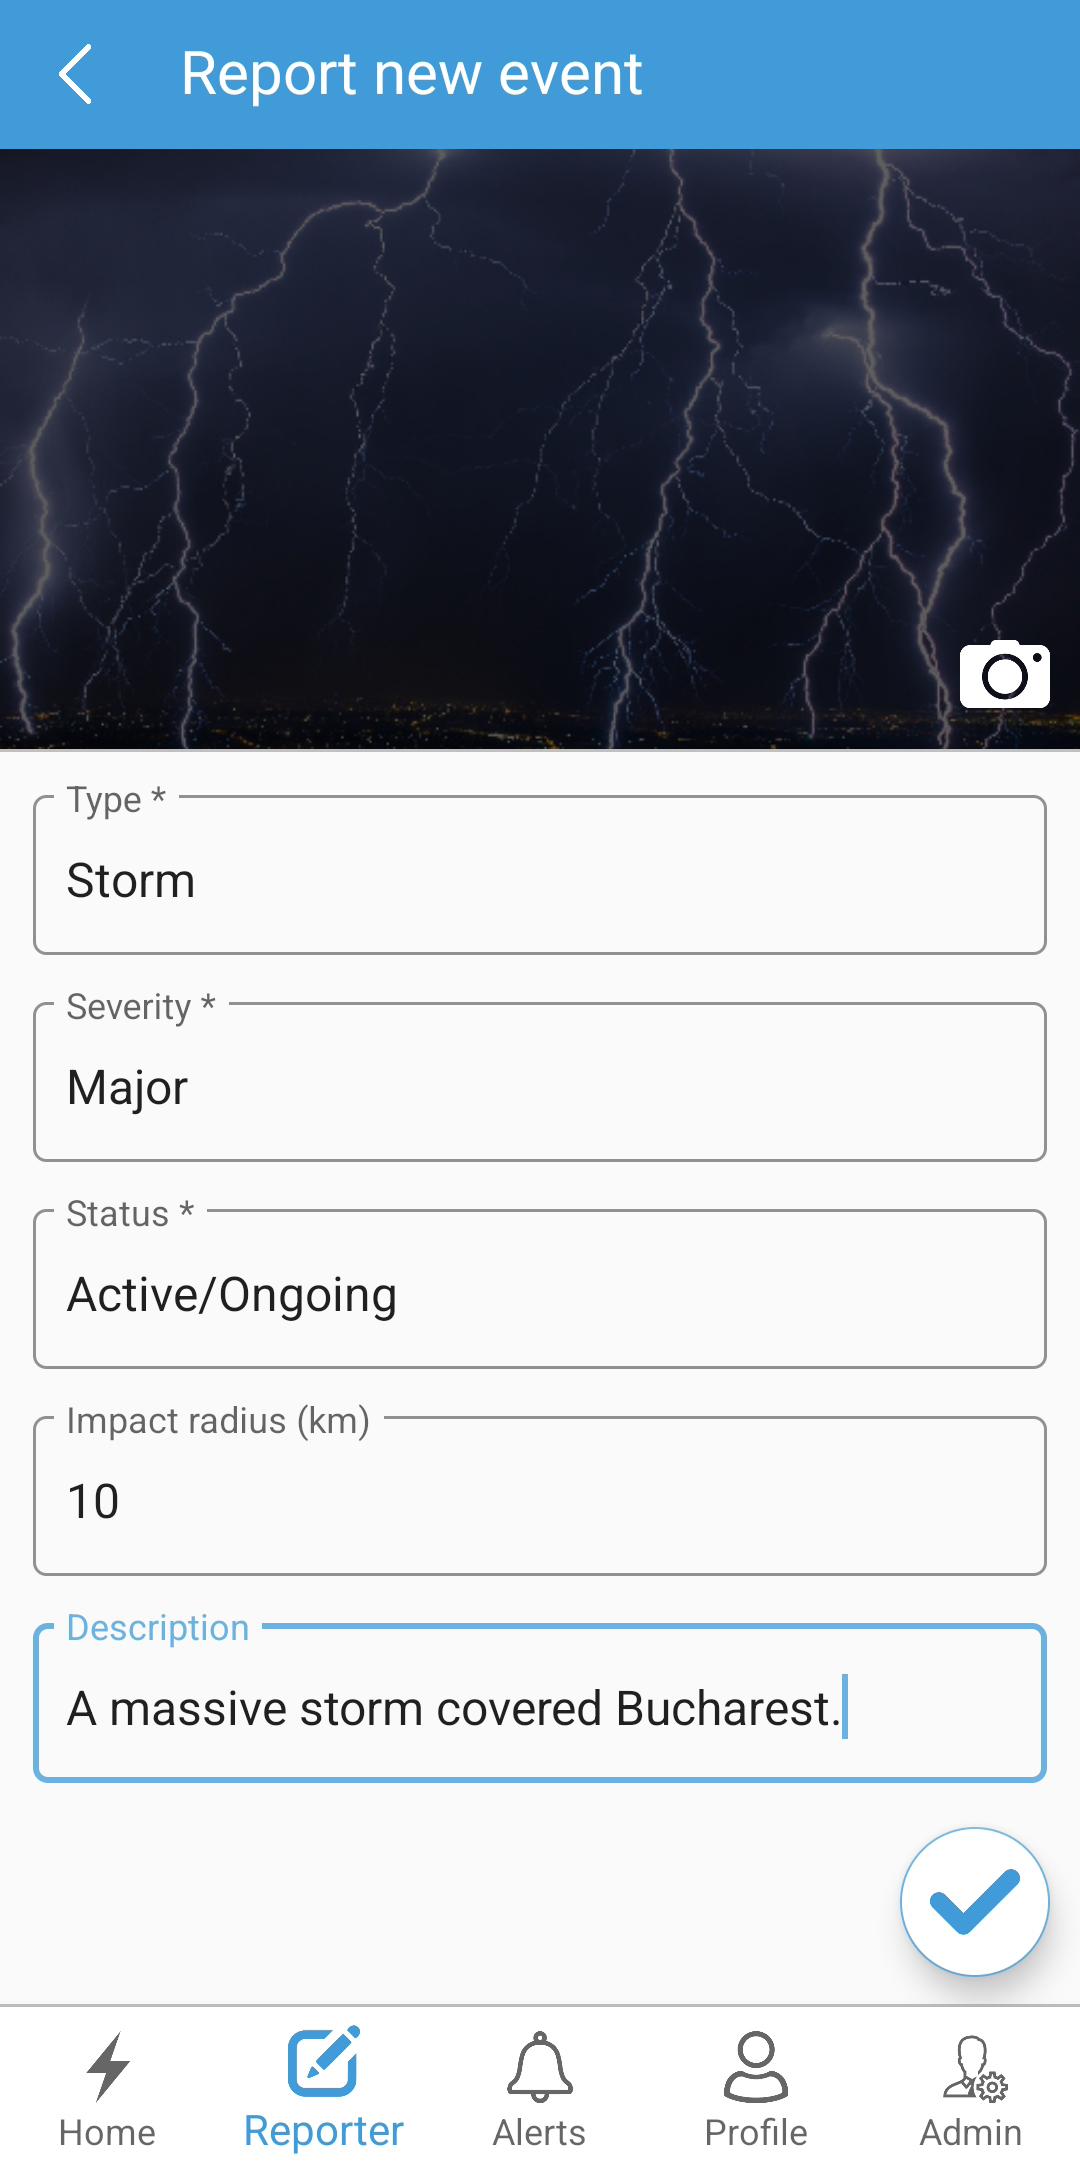 Report new event
Type *
Storm
Severity *
Major
Status *
Active/Ongoing
Impact radius (km)
10
Description
A massive storm covered Bucharest.
Home
Reporter
Alerts
Profile
Admin